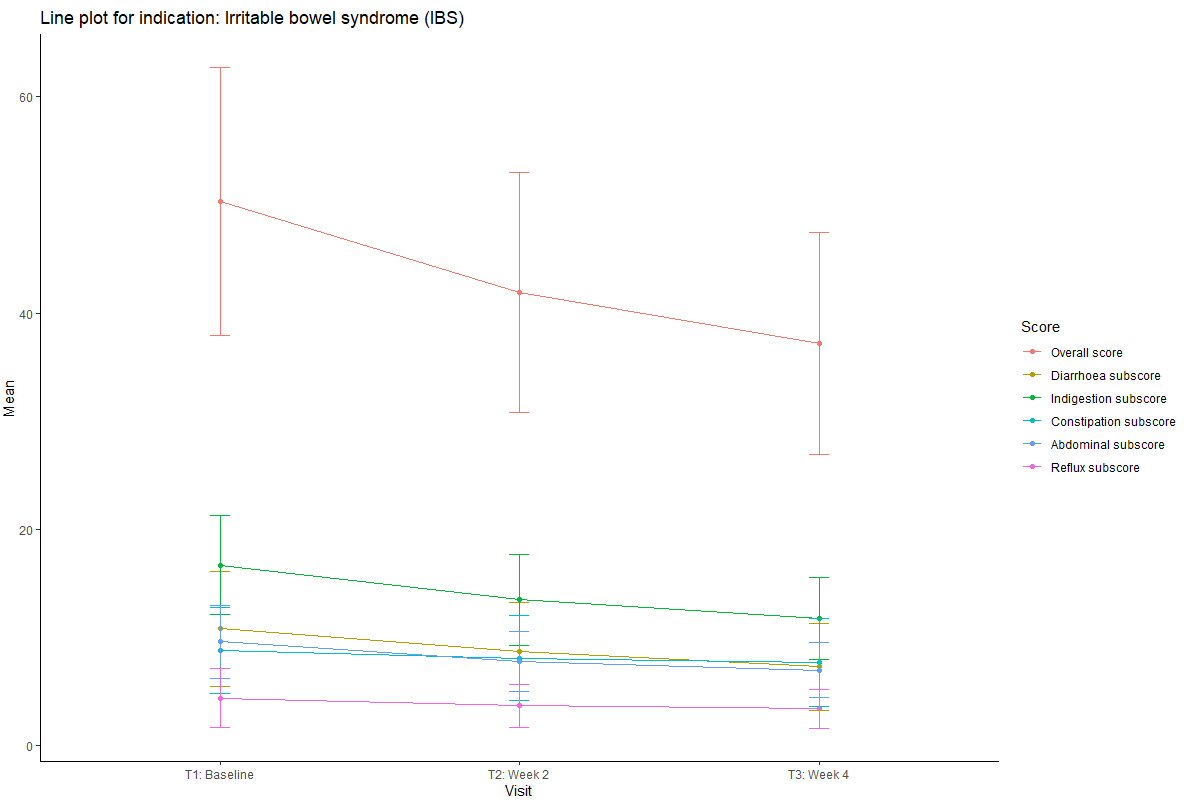 Line plot for indication: Irritable bowel syndrome (IBS)
60
40
20
0
Mean
T1: Baseline
T2: Week 2
T3: Week 4
Visit
Score
Overall score
Diarrhoea subscore
Indigestion subscore
Constipation subscore
Abdominal subscore
Reflux subscore